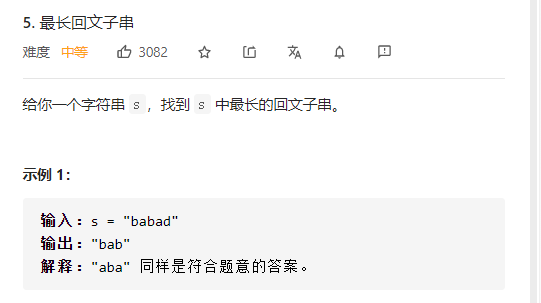 5. 最长回文子串
难度 中等 3082
给你一个字符串 s，找到 s 中最长的回文子串。
示例 1：
输入：s = "babad"
输出："bab"
解释："aba" 同样是符合题意的答案。